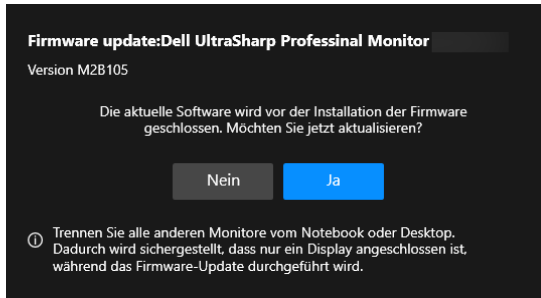 Firmware update:Dell UltraSharp Professinal Monitor
Version M2B105
Die aktuelle Software wird vor der Installation der Firmware
geschlossen. Möchten Sie jetzt aktualisieren?
Nein
Ja
Trennen Sie alle anderen Monitore vom Notebook oder Desktop.
Dadurch wird sichergestellt, dass nur ein Display angeschlossen ist,
während das Firmware-Update durchgeführt wird.